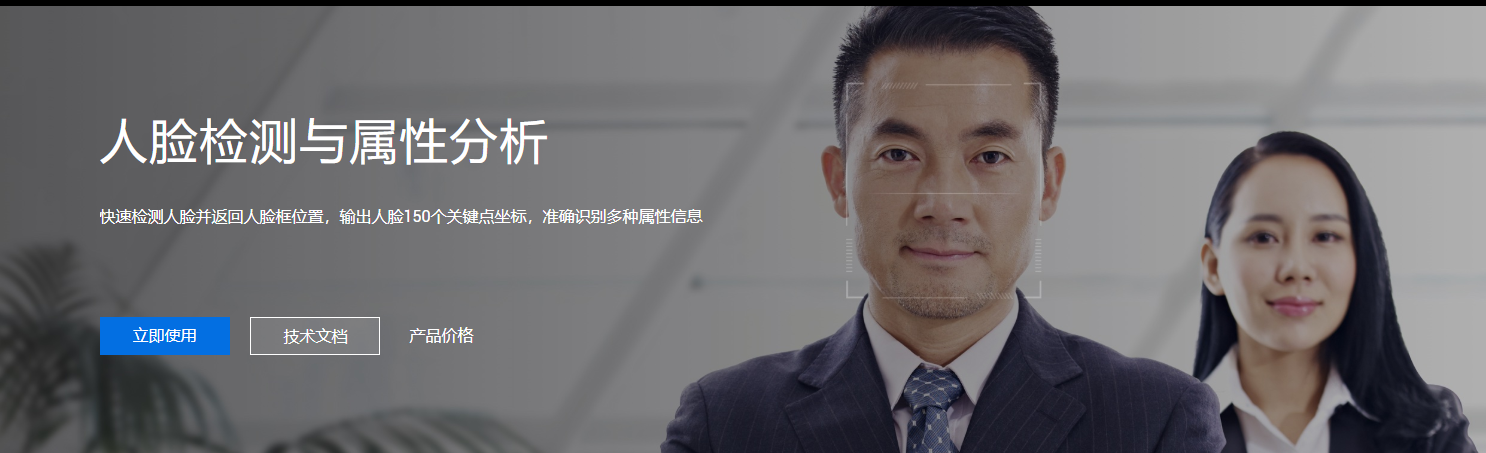 人脸检测与属性分析
快速检测人脸并返回人脸框位置，输出人脸150个关键点坐标，准确识别多种属性信息
立即使用
技术文档
产品价格